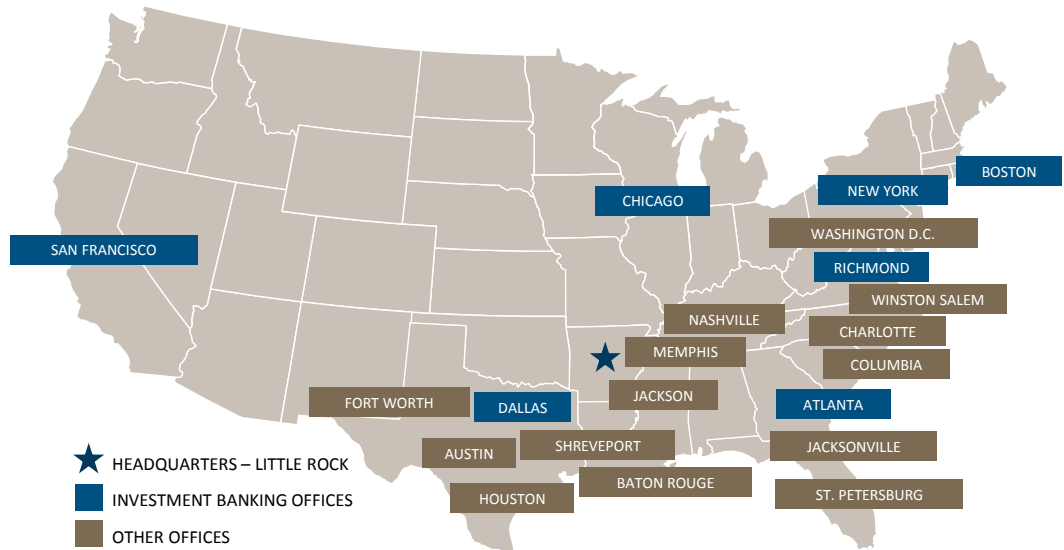 BOSTON
NEW YORK
CHICAGO
WASHINGTON D.C.
SAN FRANCISCO
RICHMOND
WINSTON SALEM
NASHVILLE
CHARLOTTE
MEMPHIS
COLUMBIA
JACKSON
FORT WORTH
DALLAS
ATLANTA
SHREVEPORT
JACKSONVILLE
AUSTIN
BATON ROUGE
ST. PETERSBURG
HOUSTON
HEADQUARTERS – LITTLE ROCK
INVESTMENT BANKING OFFICES
OTHER OFFICES